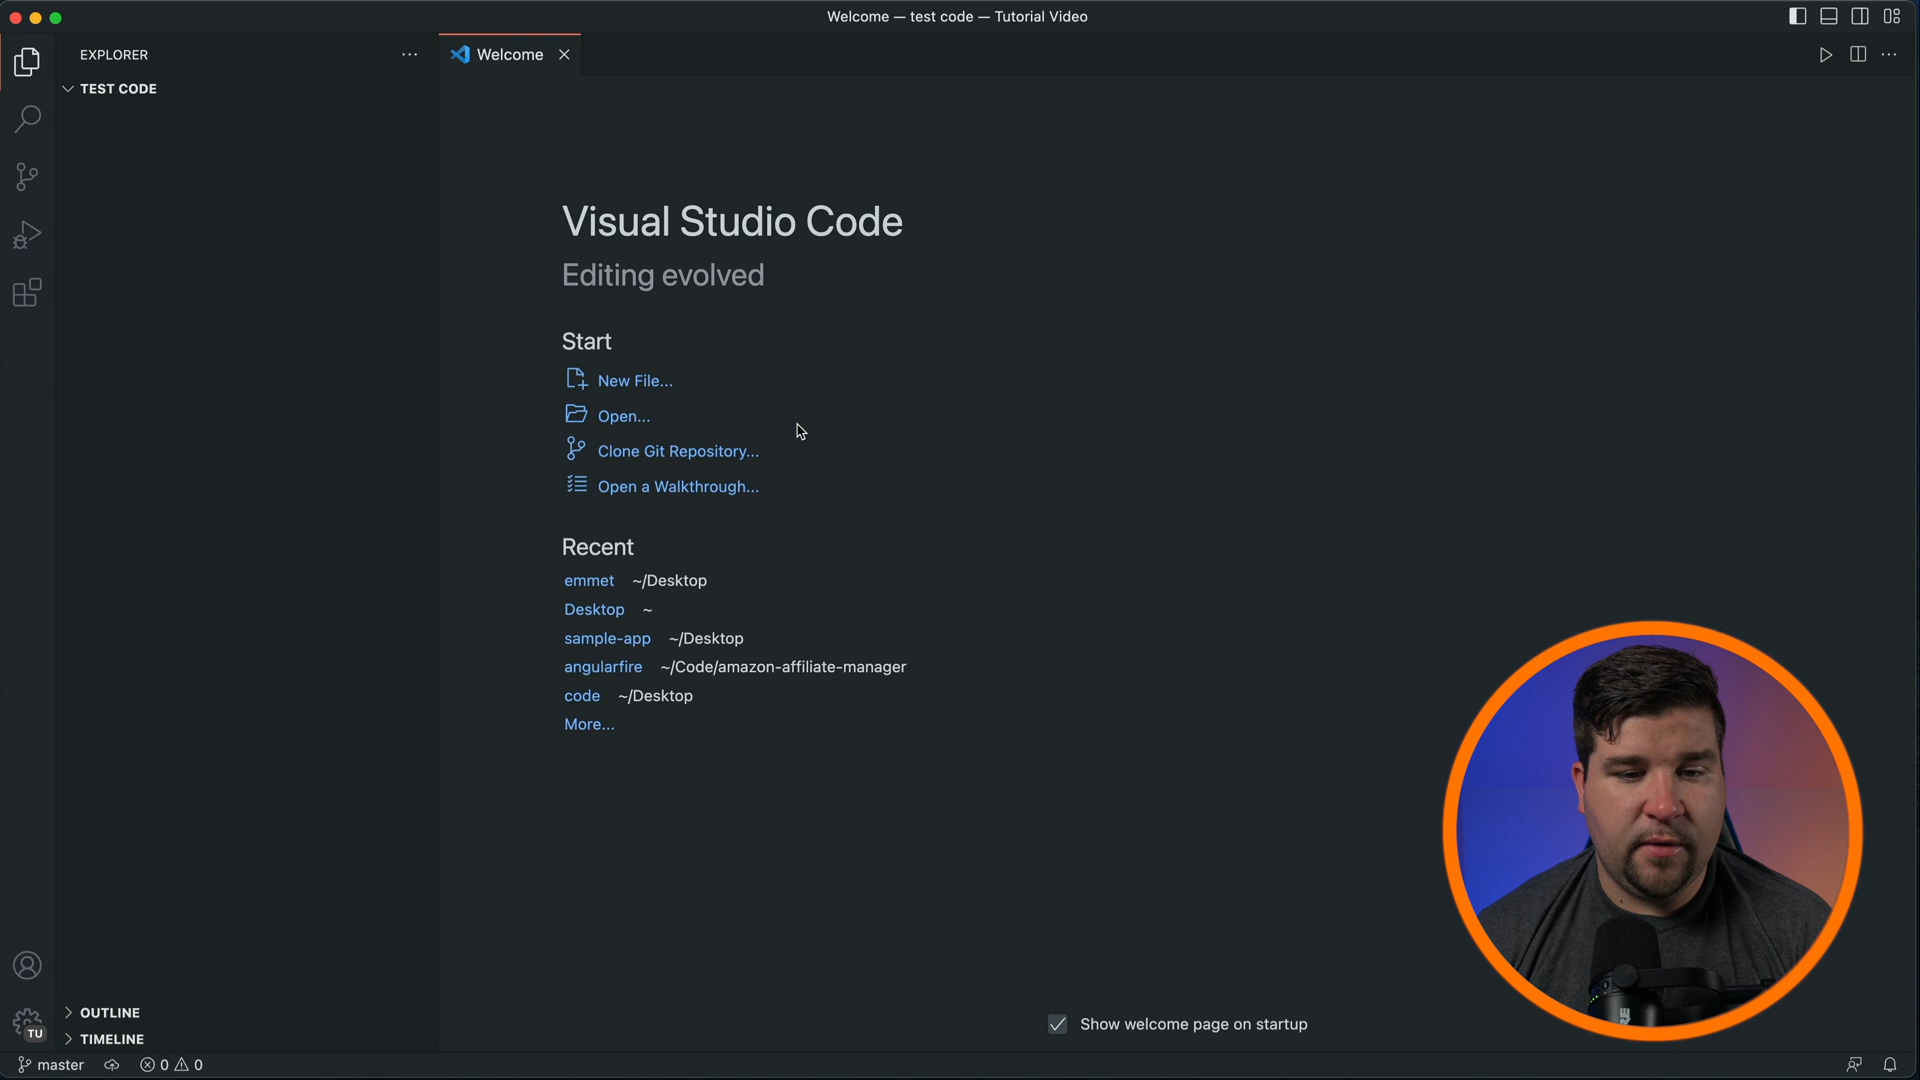 Welcome — test code — Tutorial Video
EXPLORER
Welcome
TEST CODE
Visual Studio Code
Editing evolved
Start
New File...
Open...
Clone Git Repository...
Open a Walkthrough...
Recent
emmet ~/Desktop
Desktop ~
sample-app ~/Desktop
angularfire ~/Code/amazon-affiliate-manager
code ~/Desktop
More...
OUTLINE
Show welcome page on startup
TU
TIMELINE
master 0 0